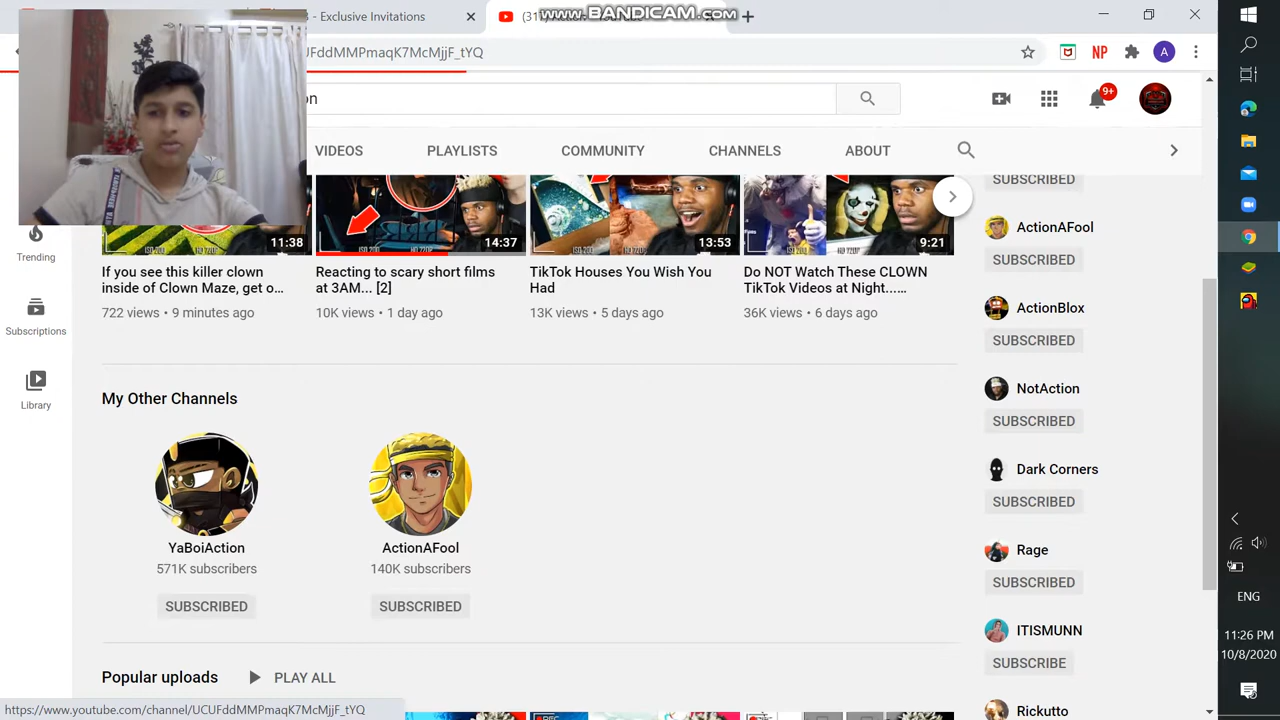 - Exclusive Invitations
(31
www.BANDICAM.com
UFddMMPmaqK7McMjjF_tYQ
NP
A
on
9+
VIDEOS
PLAYLISTS
COMMUNITY
CHANNELS
ABOUT
11:38
14:37
13:53
9:21
If you see this killer clown
inside of Clown Maze, get o...
722 views • 9 minutes ago
Reacting to scary short films
at 3AM... [2]
10K views • 1 day ago
TikTok Houses You Wish You
Had
13K views • 5 days ago
Do NOT Watch These CLOWN
TikTok Videos at Night......
36K views • 6 days ago
Trending
Subscriptions
Library
My Other Channels
YaBoiAction
571K subscribers
SUBSCRIBED
ActionAFool
140K subscribers
SUBSCRIBED
Popular uploads
PLAY ALL
SUBSCRIBED
ActionAFool
SUBSCRIBED
ActionBlox
SUBSCRIBED
NotAction
SUBSCRIBED
Dark Corners
SUBSCRIBED
Rage
SUBSCRIBED
ITISMUNN
SUBSCRIBE
Rickutto
https://www.youtube.com/channel/UCUFddMMPmaqK7McMjjF_tYQ
ENG
11:26 PM
10/8/2020